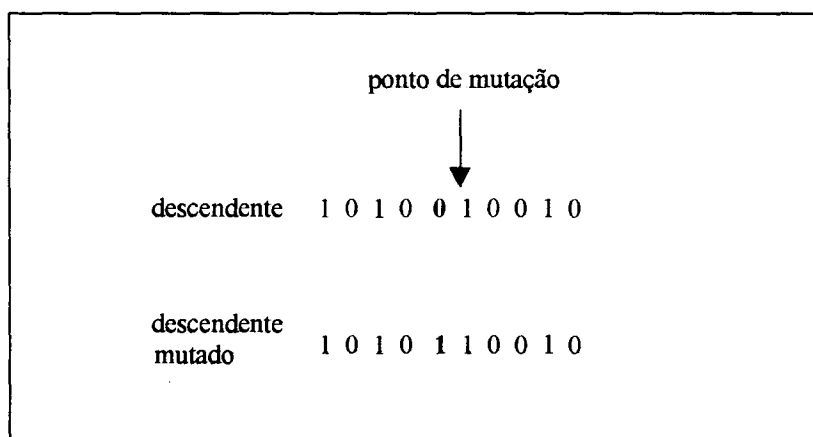 ponto de mutação
descendente 1 0 1 0 0 1 0 0 1 0
descendente
mutado 1 0 1 0 1 1 0 0 1 0